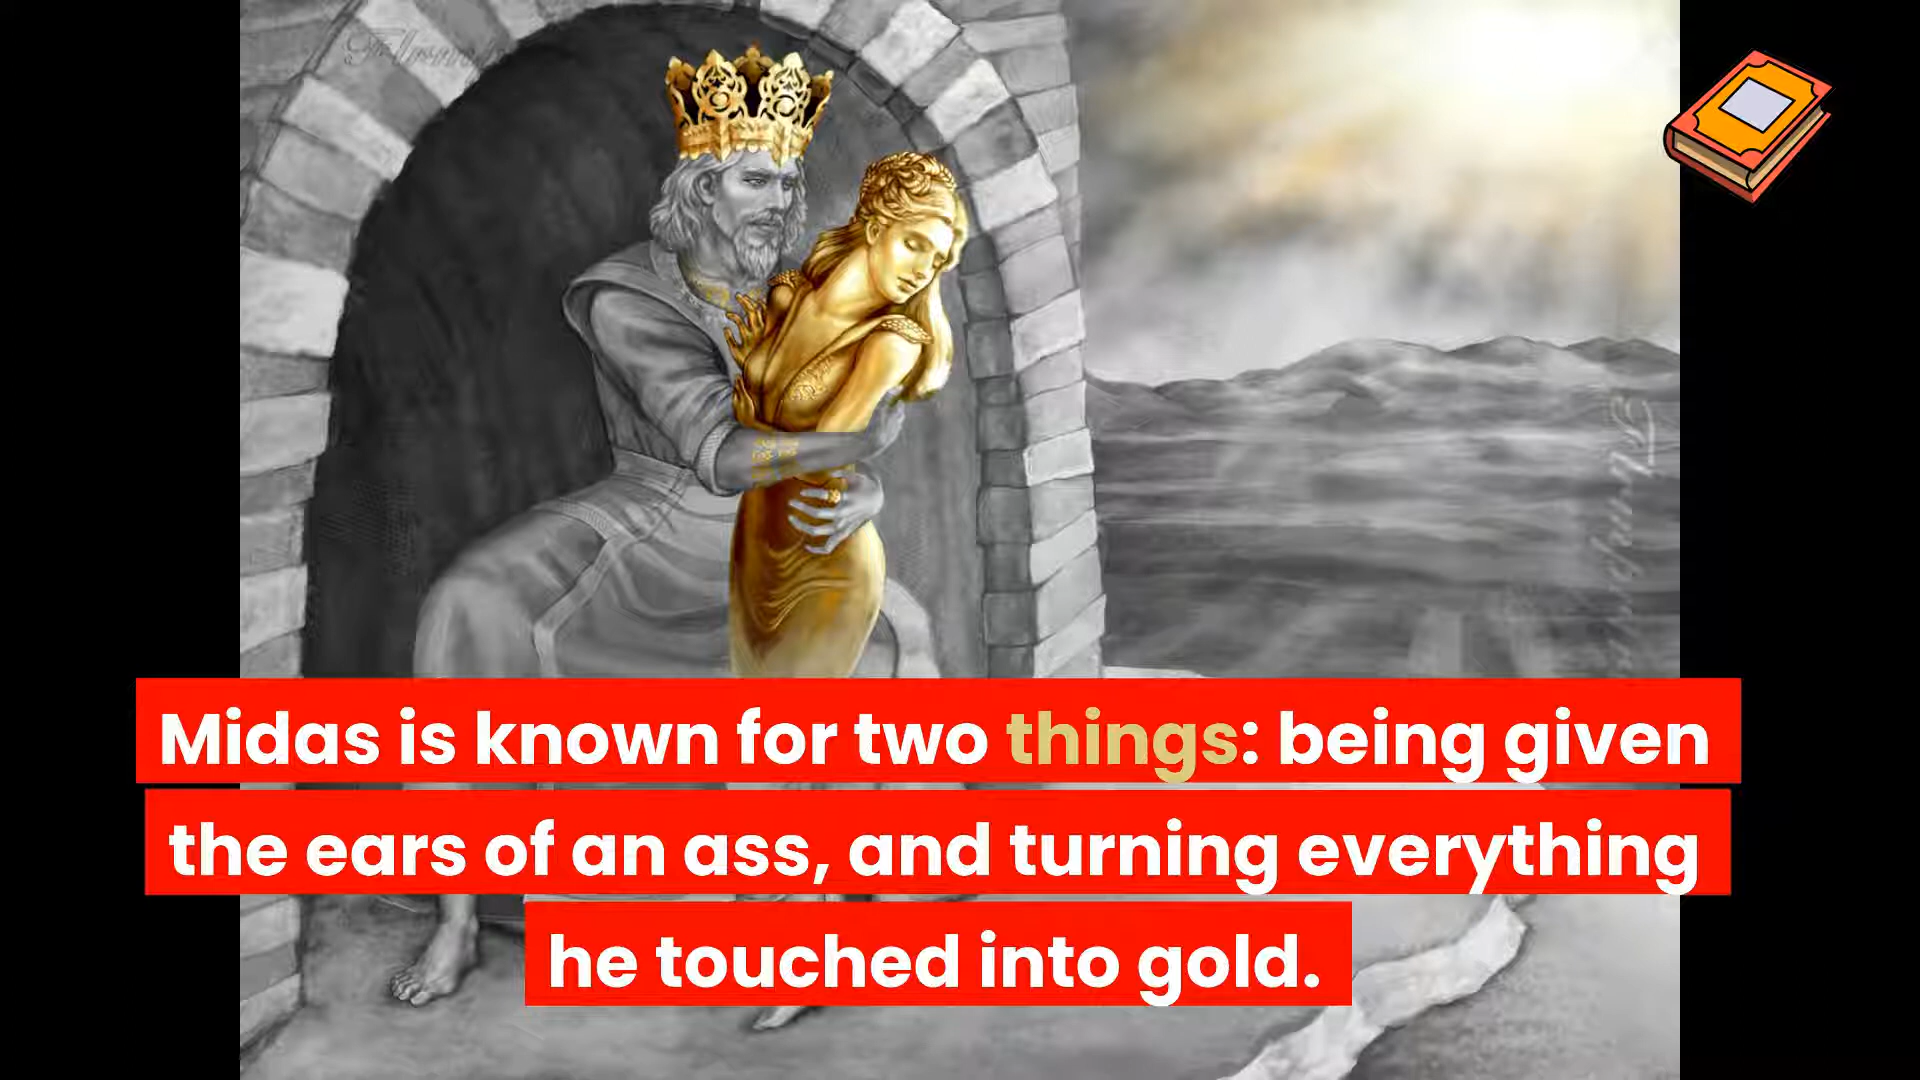 Midas is known for two things: being given
the ears of an ass, and turning everything
he touched into gold.